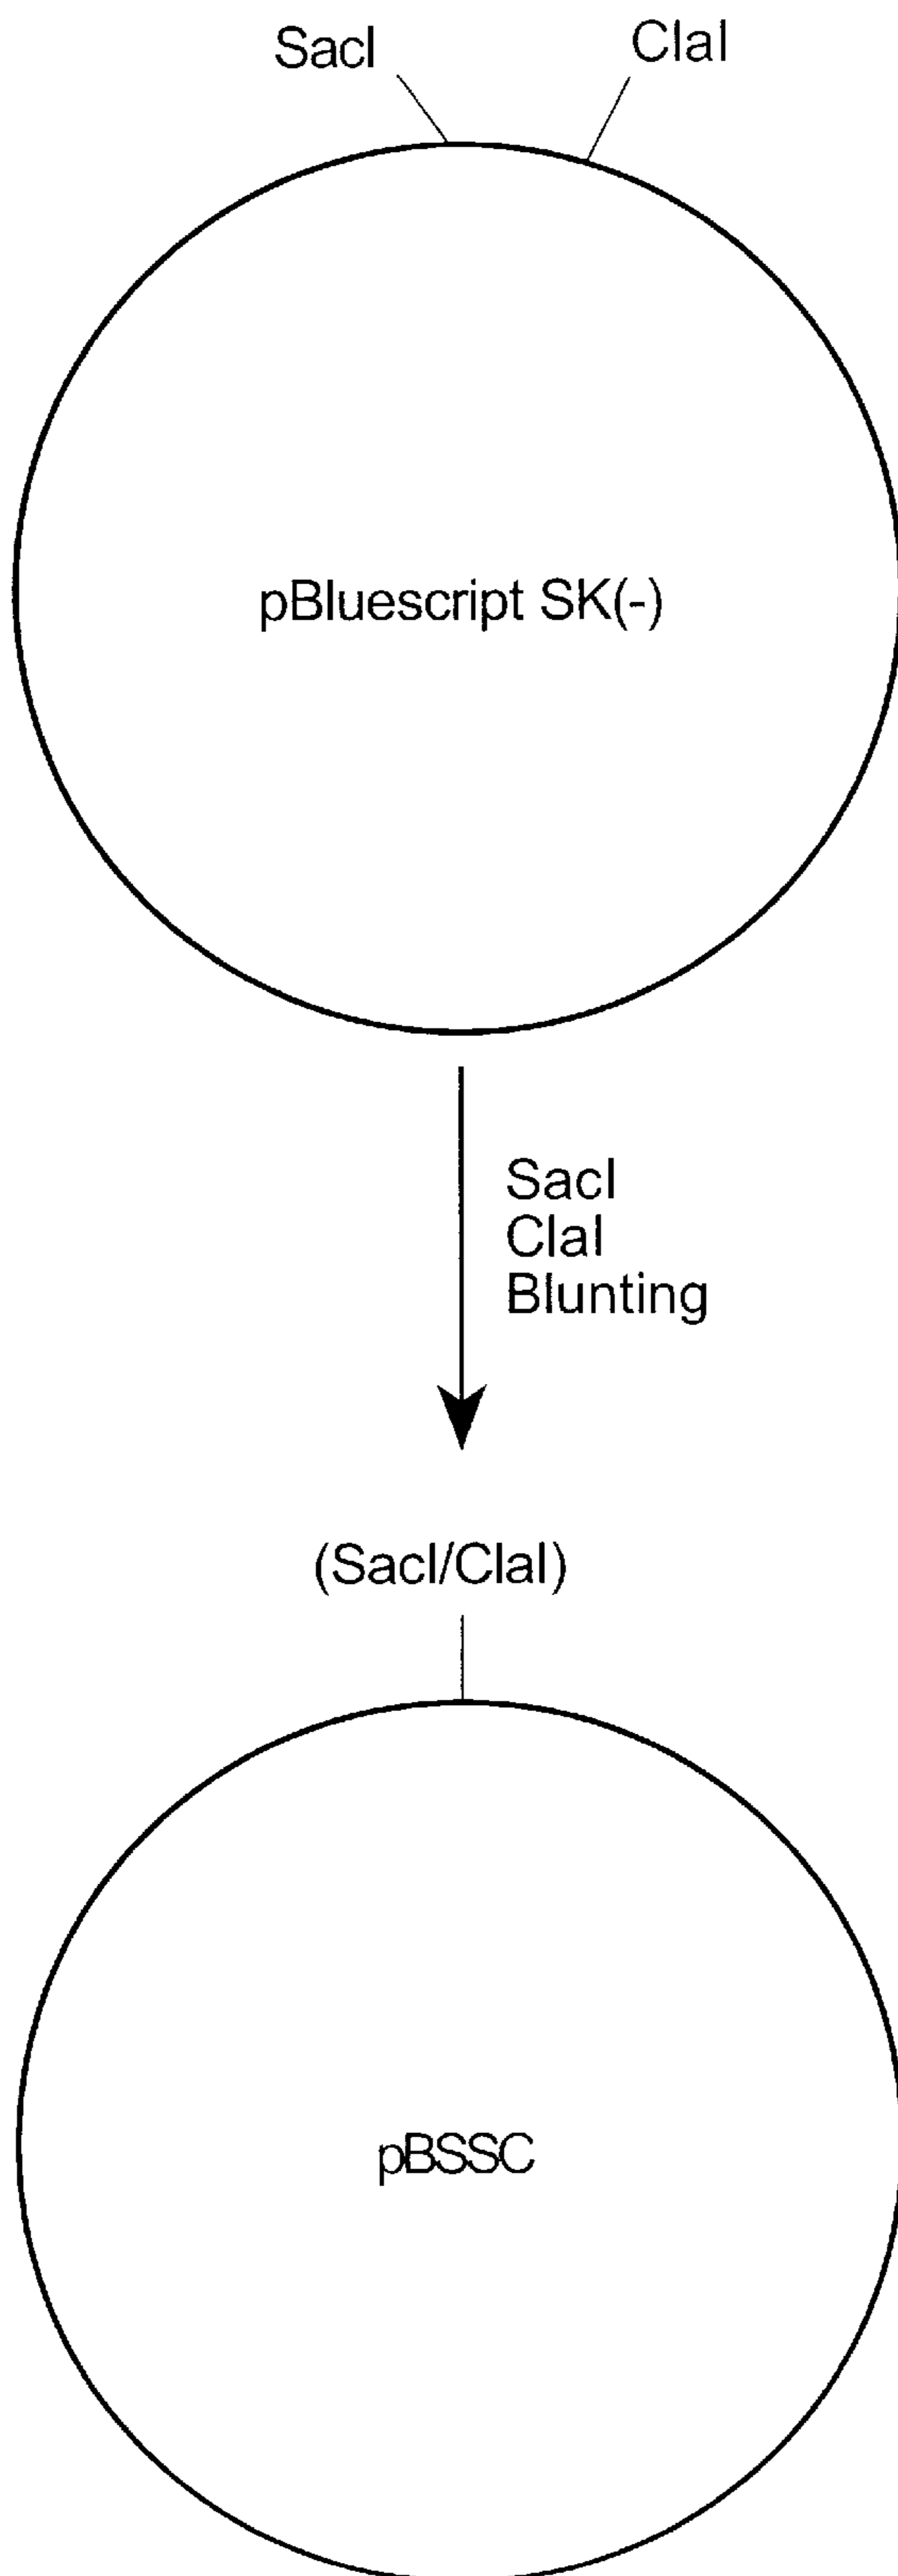 SacI ClaI
pBluescript SK(-)
SacI
ClaI
Blunting
(SacI/ClaI)
pBSSC